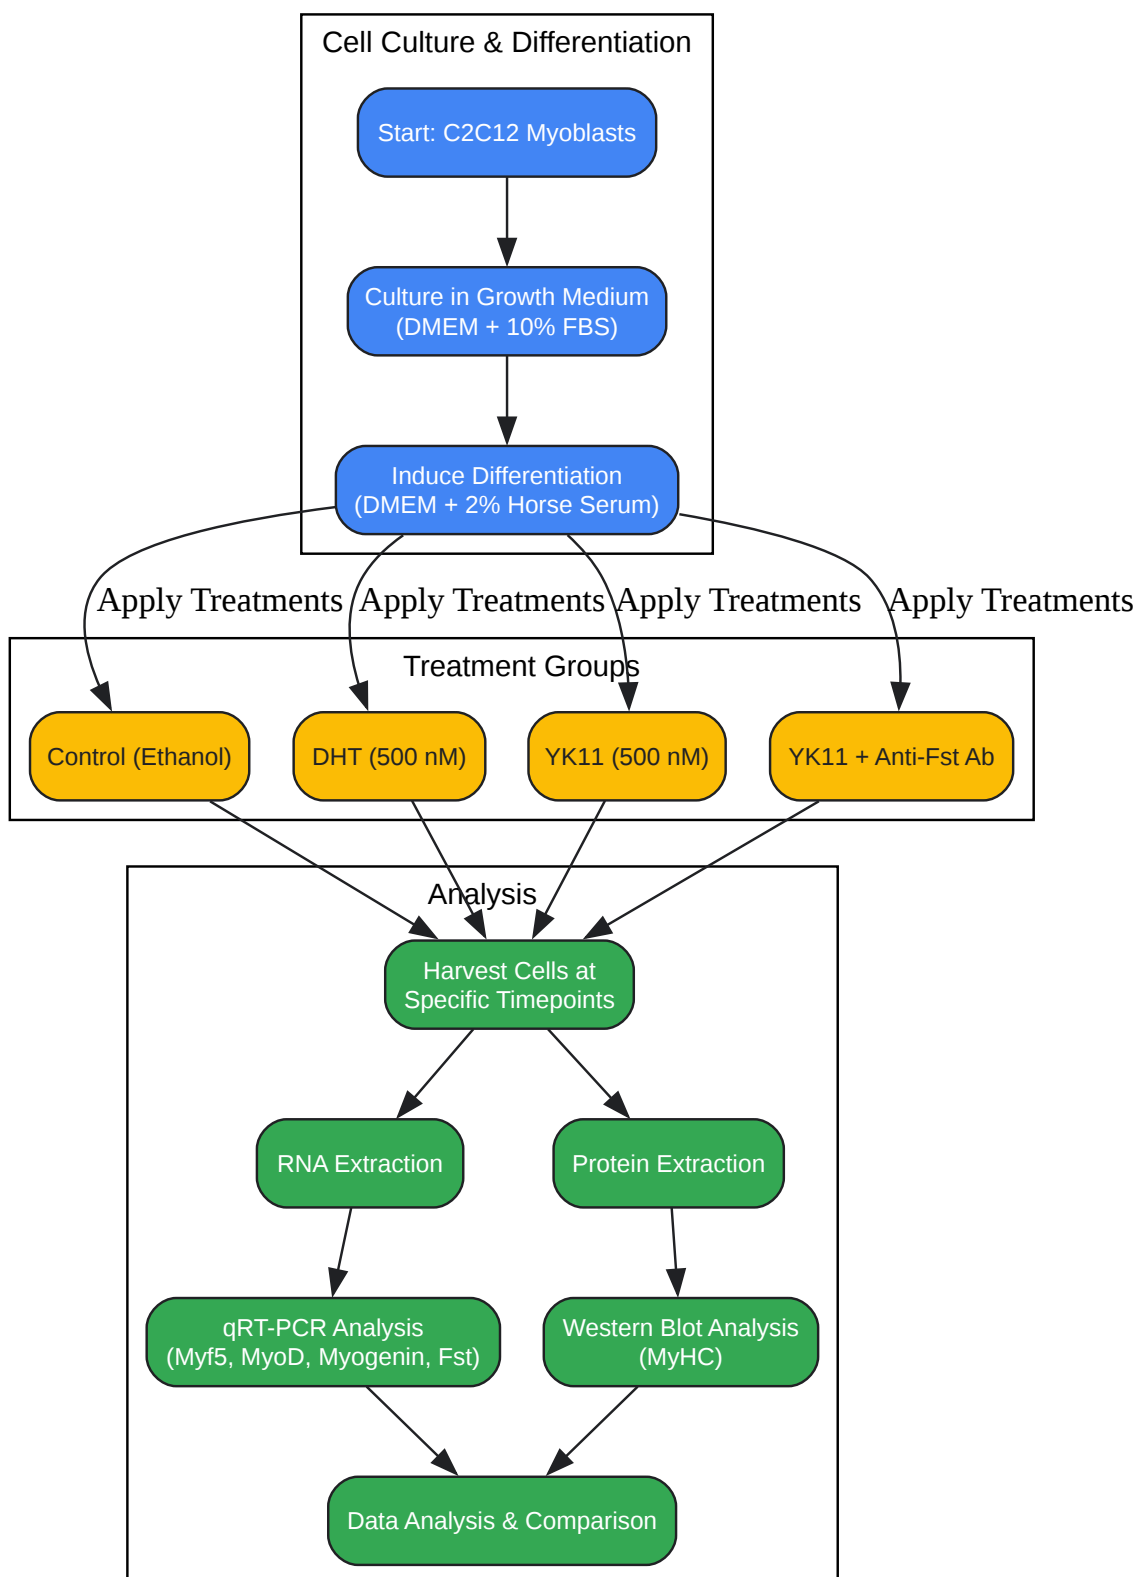 Cell Culture & Differentiation
Start: C2C12 Myoblasts
Culture in Growth Medium
(DMEM + 10% FBS)
Induce Differentiation
(DMEM + 2% Horse Serum)
Apply Treatments
Apply Treatments
Apply Treatments
Apply Treatments
Treatment Groups
Control (Ethanol)
DHT (500 nM)
YK11 (500 nM)
YK11 + Anti-Fst Ab
Analysis
Harvest Cells at
Specific Timepoints
RNA Extraction
Protein Extraction
qRT-PCR Analysis
(Myf5, MyoD, Myogenin, Fst)
Western Blot Analysis
(MyHC)
Data Analysis & Comparison